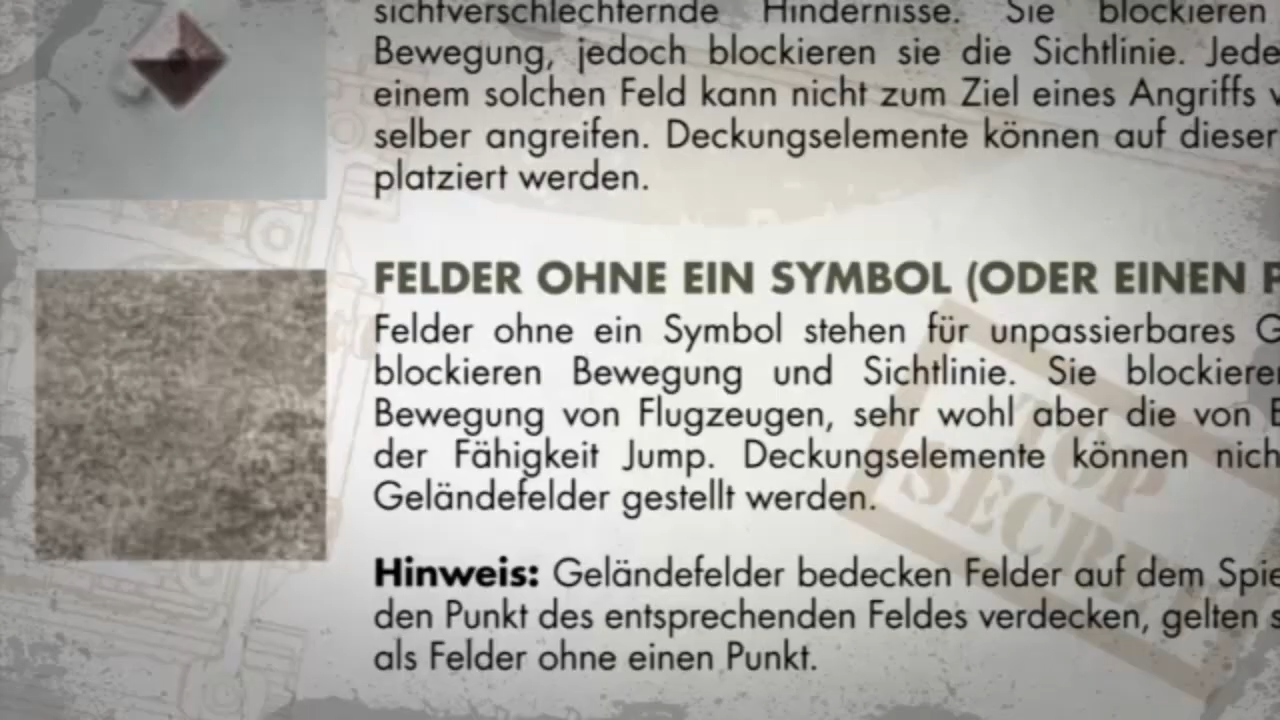 sichtverschlechternde Hindernisse. Sie blockieren
Bewegung, jedoch blockieren sie die Sichtlinie. Jede
einem solchen Feld kann nicht zum Ziel eines Angriffs
selber angreifen. Deckungselemente können auf dieser
platziert werden.
FELDER OHNE EIN SYMBOL (ODER EINEN
Felder ohne ein Symbol stehen für unpassierbares
blockieren Bewegung und Sichtlinie. Sie blockieren
Bewegung von Flugzeugen, sehr wohl aber die von
der Fähigkeit Jump. Deckungselemente können
Geländefelder gestellt werden.
TOP
SECRET
Hinweis: Geländefelder bedecken Felder auf dem
den Punkt des entsprechenden Feldes verdecken, gelten
als Felder ohne einen Punkt.